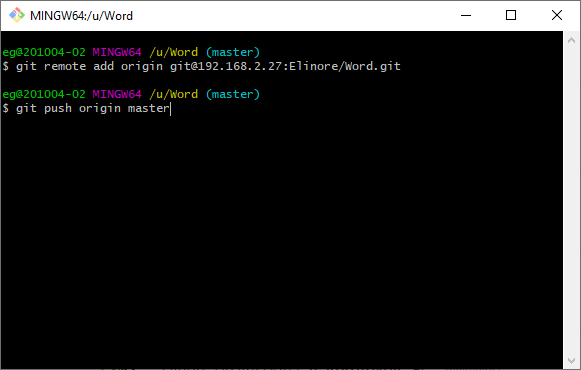 MINGW64:/u/Word
eg@201004-02 MINGW64 /u/Word (master)
$ git remote add origin git@192.168.2.27:Elinore/Word.git
eg@201004-02 MINGW64 /u/Word (master)
$ git push origin master